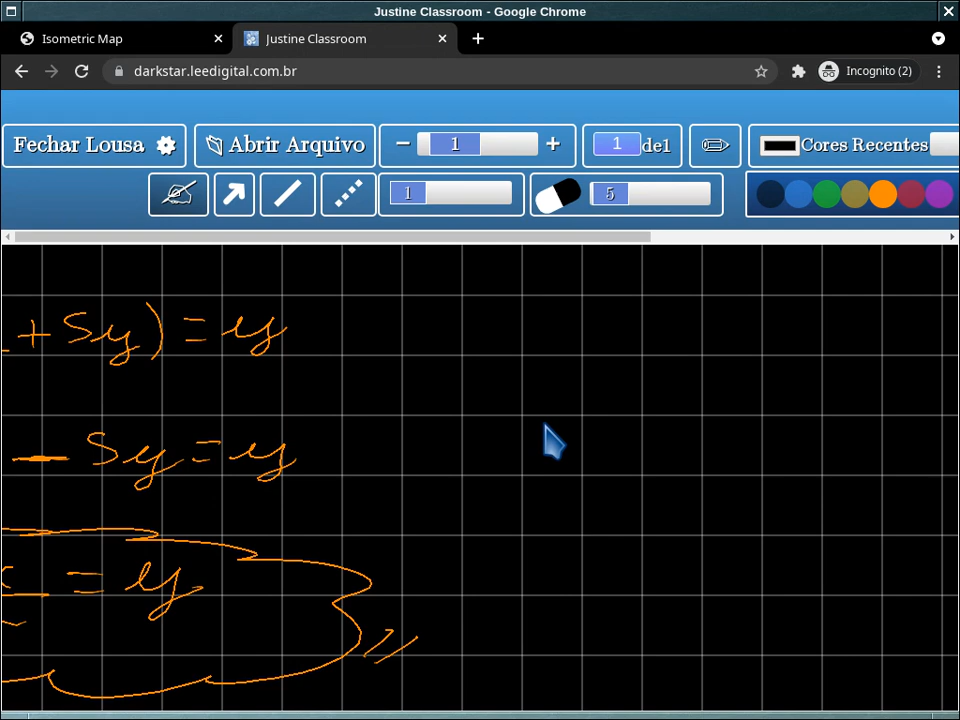 Justine Classroom - Google Chrome
Isometric Map
Justine Classroom
darkstar.leedigital.com.br
Incognito (2)
Fechar Lousa
Abrir Arquivo
− 1 +
1 de1
Cores Recentes
1
5
+ 5y) = y
- 5y = y
= y